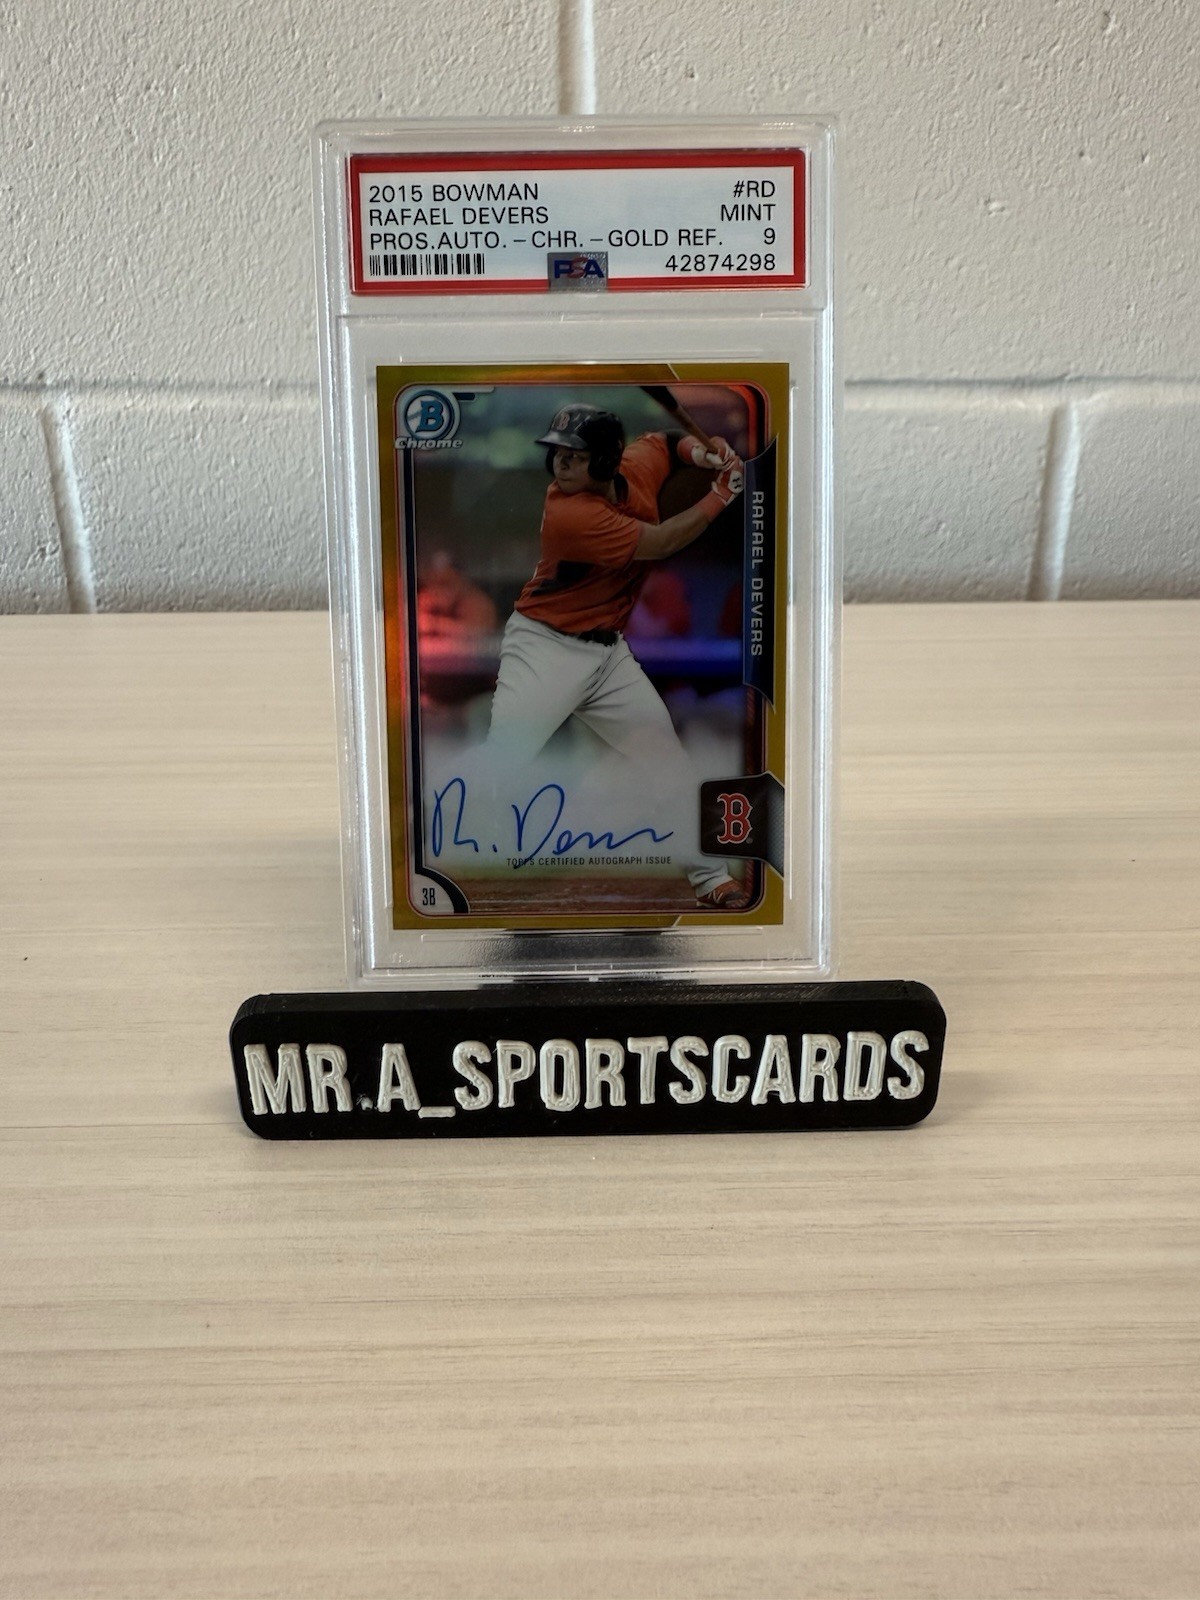 2015 BOWMAN #RD
RAFAEL DEVERS MINT
PROS.AUTO.-CHR.-GOLD REF. 9
PSA 42874298
B
Chrome
B
RAFAEL DEVERS
R. Devers
TOPPS CERTIFIED AUTOGRAPH ISSUE
B
3B
MR.A_SPORTSCARDS